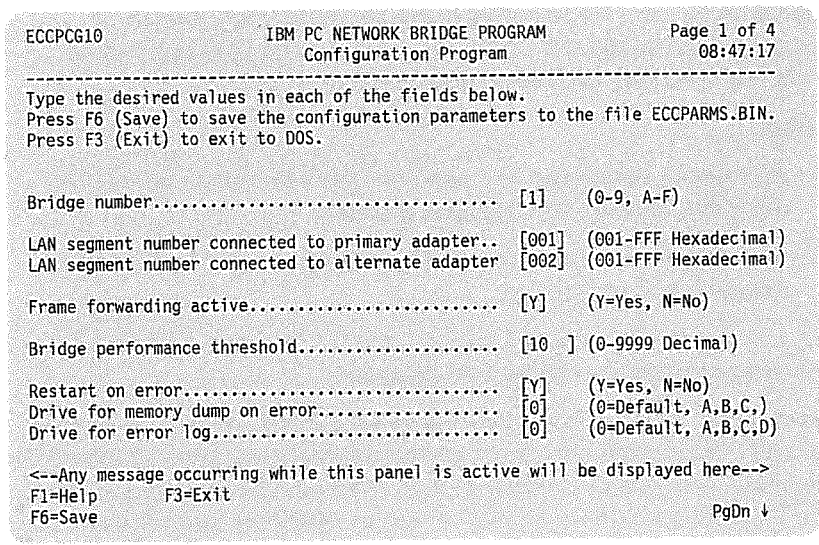 ECCPCG10 IBM PC NETWORK BRIDGE PROGRAM Page 1 of 4
Configuration Program 08:47:17
--------------------------------------------------------------------------
Type the desired values in each of the fields below.
Press F6 (Save) to save the configuration parameters to the file ECCPARMS.BIN.
Press F3 (Exit) to exit to DOS.
Bridge number................................... [1] (0-9, A-F)
LAN segment number connected to primary adapter.. [001] (001-FFF Hexadecimal)
LAN segment number connected to alternate adapter [002] (001-FFF Hexadecimal)
Frame forwarding active......................... [Y] (Y=Yes, N=No)
Bridge performance threshold.................... [10 ] (0-9999 Decimal)
Restart on error................................ [Y] (Y=Yes, N=No)
Drive for memory dump on error.................. [0] (0=Default, A,B,C,)
Drive for error log............................. [0] (0=Default, A,B,C,D)
<--Any message occurring while this panel is active will be displayed here-->
F1=Help F3=Exit
F6=Save PgDn ↓